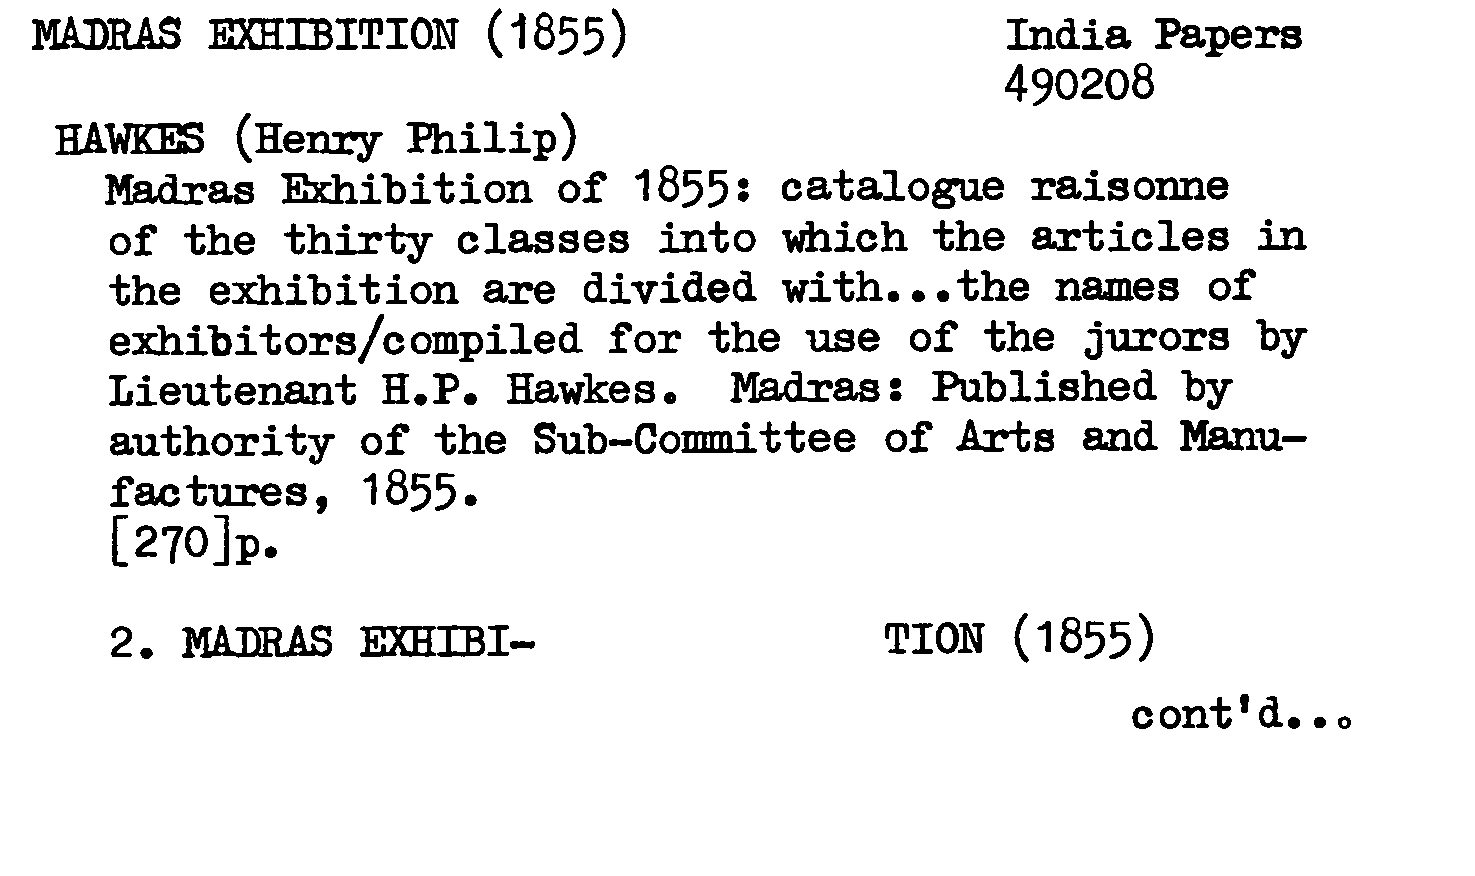 MADRAS EXHIBITION (1855) India Papers
490208
HAWKES (Henry Philip)
Madras Exhibition of 1855: catalogue raisonne
of the thirty classes into which the articles in
the exhibition are divided with...the names of
exhibitors/compiled for the use of the jurors by
Lieutenant H.P. Hawkes. Madras: Published by
authority of the Sub-Committee of Arts and Manu-
factures, 1855.
[270]p.
2. MADRAS EXHIBI- TION (1855)
cont'd...